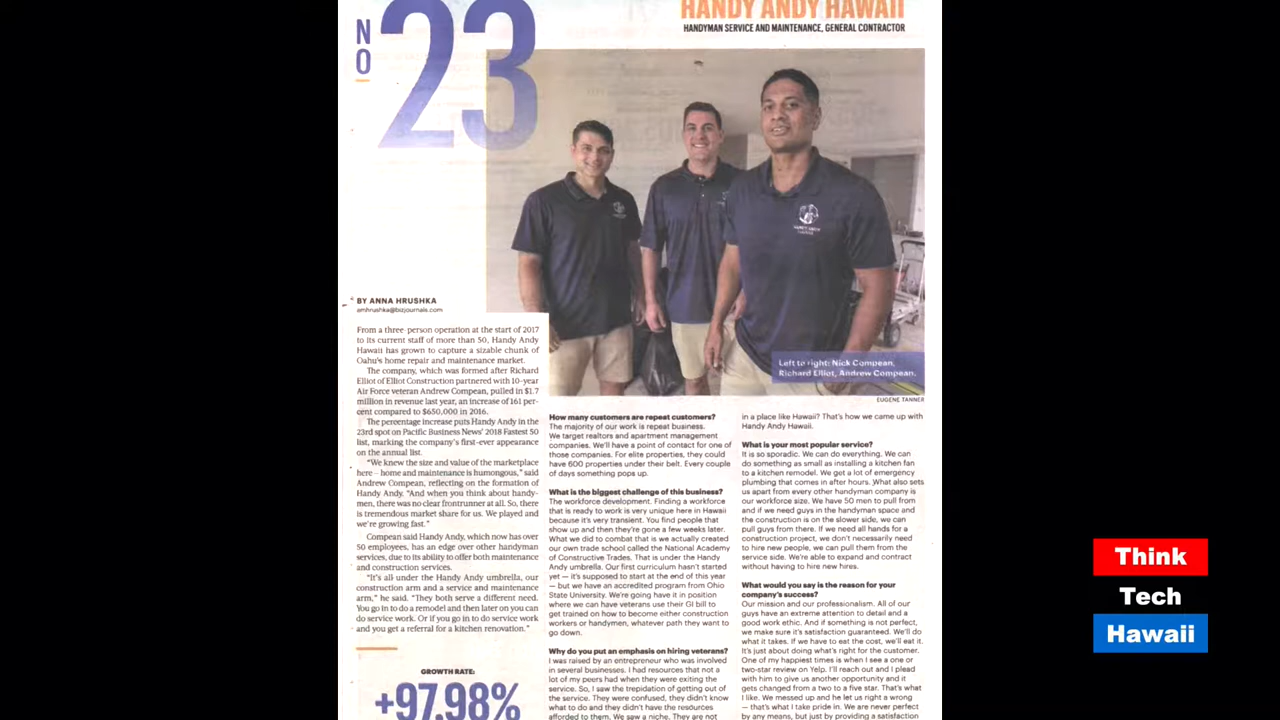 NO
23
HANDY ANDY HAWAII
HANDYMAN SERVICE AND MAINTENANCE, GENERAL CONTRACTOR
BY ANNA HRUSHKA
amhrushka@bizjournals.com
From a three-person operation at the start of 2017
to its current staff of more than 50, Handy Andy
Hawaii has grown to capture a sizable chunk of
Oahu's home repair and maintenance market.
The company, which was formed after Richard
Elliot of Elliot Construction partnered with 10-year
Air Force veteran Andrew Compean, pulled in $1.7
million in revenue last year, an increase of 161 per-
cent compared to $650,000 in 2016.
The percentage increase puts Handy Andy in the
23rd spot on Pacific Business News' 2018 Fastest 50
list, marking the company's first-ever appearance
on the annual list.
"We knew the size and value of the marketplace
here — home and maintenance is humongous," said
Andrew Compean, reflecting on the formation of
Handy Andy. "And when you think about handy-
men, there was no clear frontrunner at all. So, there
is tremendous market share for us. We played and
we're growing fast."
Compean said Handy Andy, which now has over
50 employees, has an edge over other handyman
services, due to its ability to offer both maintenance
and construction services.
"It's all under the Handy Andy umbrella, our
construction arm and a service and maintenance
arm," he said. "They both serve a different need.
You go in to do a remodel and then later on you can
do service work. Or if you go in to do service work
and you get a referral for a kitchen renovation."
GROWTH RATE:
+97.98%
HANDY ANDY
HAWAII
Left to right: Nick Compean,
Richard Elliot, Andrew Compean.
EUGENE TANNER
How many customers are repeat customers?
The majority of our work is repeat business.
We target realtors and apartment management
companies. We'll have a point of contact for one of
those companies. For elite properties, they could
have 600 properties under their belt. Every couple
of days something pops up.
What is the biggest challenge of this business?
The workforce development. Finding a workforce
that is ready to work is very unique here in Hawaii
because it's very transient. You find people that
show up and then they're gone a few weeks later.
What we did to combat that is we actually created
our own trade school called the National Academy
of Constructive Trades. That is under the Handy
Andy umbrella. Our first curriculum hasn't started
yet — it's supposed to start at the end of this year
— but we have an accredited program from Ohio
State University. We're going have it in position
where we can have veterans use their GI bill to
get trained on how to become either construction
workers or handymen, whatever path they want to
go down.
Why do you put an emphasis on hiring veterans?
I was raised by an entrepreneur who was involved
in several businesses. I had resources that not a
lot of my peers had when they were exiting the
service. So, I saw the trepidation of getting out of
the service. They were confused, they didn't know
what to do and they didn't have the resources
afforded to them. We saw a niche. They are not
in a place like Hawaii? That's how we came up with
Handy Andy Hawaii.
What is your most popular service?
It is so sporadic. We can do everything. We can
do something as small as installing a kitchen fan
to a kitchen remodel. We get a lot of emergency
plumbing that comes in after hours. What also sets
us apart from every other handyman company is
our workforce size. We have 50 men to pull from
and if we need guys in the handyman space and
the construction is on the slower side, we can
pull guys from there. If we need all hands for a
construction project, we don't necessarily need
to hire new people, we can pull them from the
service side. We're able to expand and contract
without having to hire new hires.
What would you say is the reason for your
company's success?
Our mission and our professionalism. All of our
guys have an extreme attention to detail and a
good work ethic. And if something is not perfect,
we make sure it's satisfaction guaranteed. We'll do
what it takes. If we have to eat the cost, we'll eat it.
It's just about doing what's right for the customer.
One of my happiest times is when I see a one or
two-star review on Yelp. I'll reach out and I plead
with him to give us another opportunity and it
gets changed from a two to a five star. That's what
I like. We messed up and he let us right a wrong
— that's what I take pride in. We are never perfect
by any means, but just by providing a satisfaction
Think
Tech
Hawaii